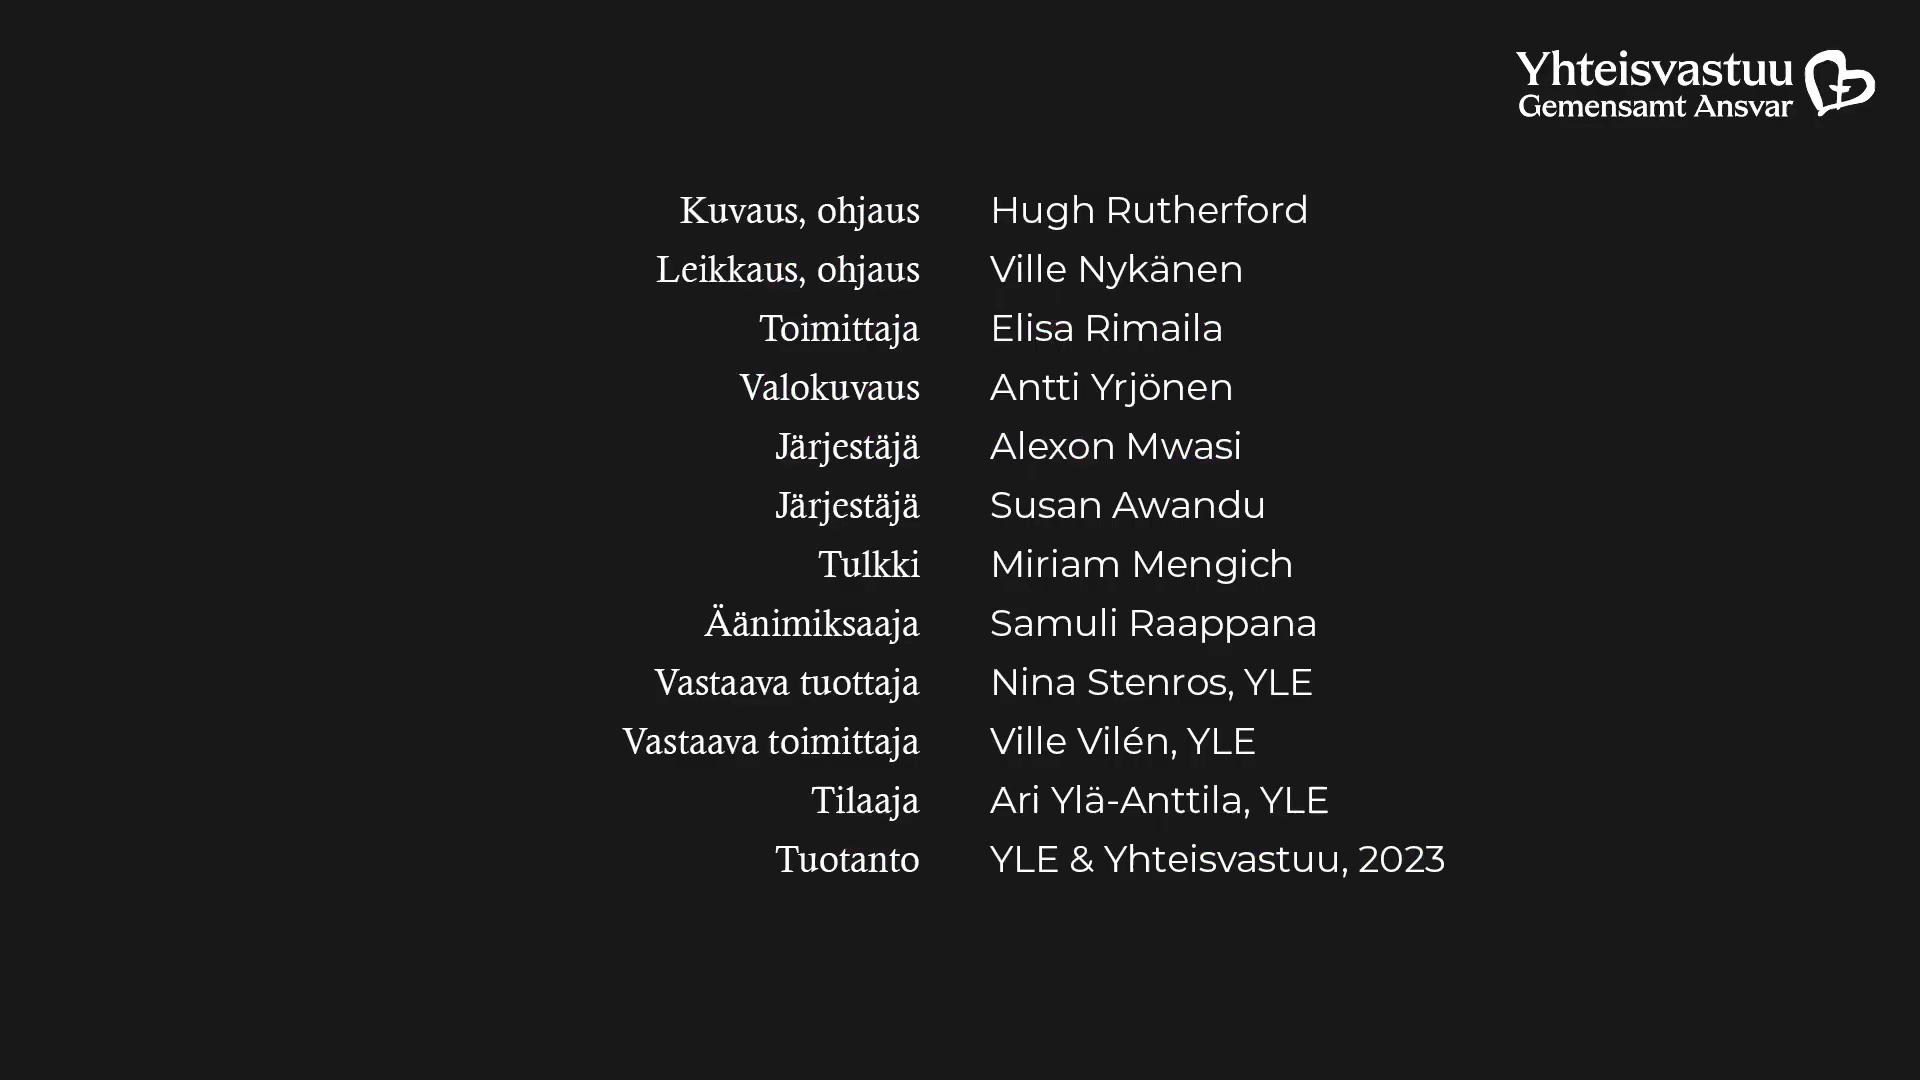 Yhteisvastuu
Gemensamt Ansvar
Kuvaus, ohjaus Hugh Rutherford
Leikkaus, ohjaus Ville Nykänen
Toimittaja Elisa Rimaila
Valokuvaus Antti Yrjönen
Järjestäjä Alexon Mwasi
Järjestäjä Susan Awandu
Tulkki Miriam Mengich
Äänimiksaaja Samuli Raappana
Vastaava tuottaja Nina Stenros, YLE
Vastaava toimittaja Ville Vilén, YLE
Tilaaja Ari Ylä-Anttila, YLE
Tuotanto YLE & Yhteisvastuu, 2023